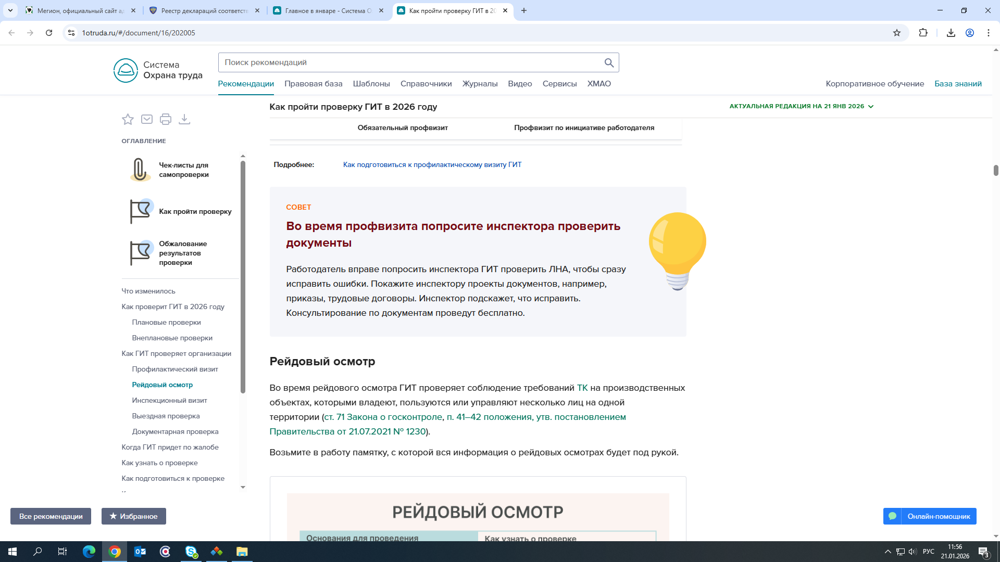 Мегион, официальный сайт ад
Реестр деклараций соответств
Главное в январе - Система О
Как пройти проверку ГИТ в 20
1otruda.ru/#/document/16/202005
Система
Охрана труда
Поиск рекомендаций
Рекомендации Правовая база Шаблоны Справочники Журналы Видео Сервисы ХМАО
Корпоративное обучение База знаний
Как пройти проверку ГИТ в 2026 году
АКТУАЛЬНАЯ РЕДАКЦИЯ НА 21 ЯНВ 2026
ОГЛАВЛЕНИЕ
Чек-листы для
самопроверки
Как пройти проверку
Обжалование
результатов
проверки
Что изменилось
Как проверит ГИТ в 2026 году
Плановые проверки
Внеплановые проверки
Как ГИТ проверяет организации
Профилактический визит
Рейдовый осмотр
Инспекционный визит
Выездная проверка
Документарная проверка
Когда ГИТ придет по жалобе
Как узнать о проверке
Как подготовиться к проверке
Обязательный профвизит Профвизит по инициативе работодателя
Подробнее: Как подготовиться к профилактическому визиту ГИТ
СОВЕТ
Во время профвизита попросите инспектора проверить
документы
Работодатель вправе попросить инспектора ГИТ проверить ЛНА, чтобы сразу
исправить ошибки. Покажите инспектору проекты документов, например,
приказы, трудовые договоры. Инспектор подскажет, что исправить.
Консультирование по документам проведут бесплатно.
Рейдовый осмотр
Во время рейдового осмотра ГИТ проверяет соблюдение требований ТК на производственных
объектах, которыми владеют, пользуются или управляют несколько лиц на одной
территории (ст. 71 Закона о госконтроле, п. 41–42 положения, утв. постановлением
Правительства от 21.07.2021 № 1230).
Возьмите в работу памятку, с которой вся информация о рейдовых осмотрах будет под рукой.
РЕЙДОВЫЙ ОСМОТР
Основания для проведения Как узнать о проверке
Все рекомендации
Избранное
Онлайн-помощник
РУС
11:56
21.01.2026
3